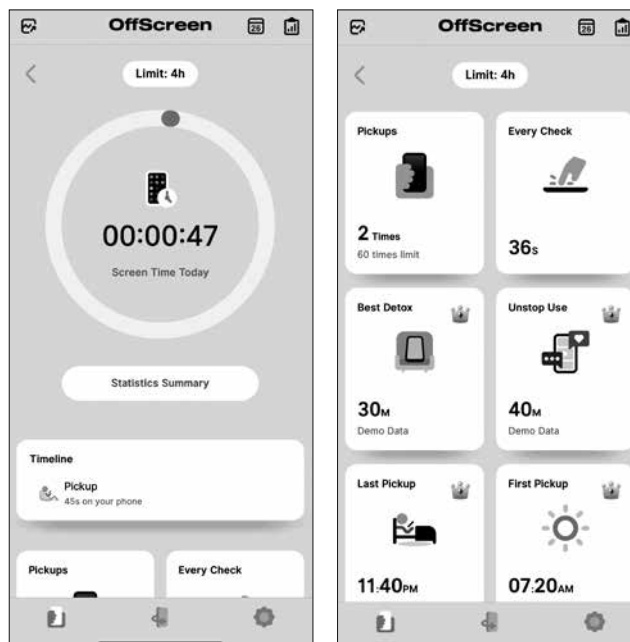 OffScreen
26
Limit: 4h
00:00:47
Screen Time Today
Statistics Summary
Timeline
Pickup
45s on your phone
Pickups
Every Check
OffScreen
26
Limit: 4h
Pickups
Every Check
2 Times
60 times limit
36s
Best Detox
Unstop Use
30M
Demo Data
40M
Demo Data
Last Pickup
First Pickup
11:40PM
07:20AM